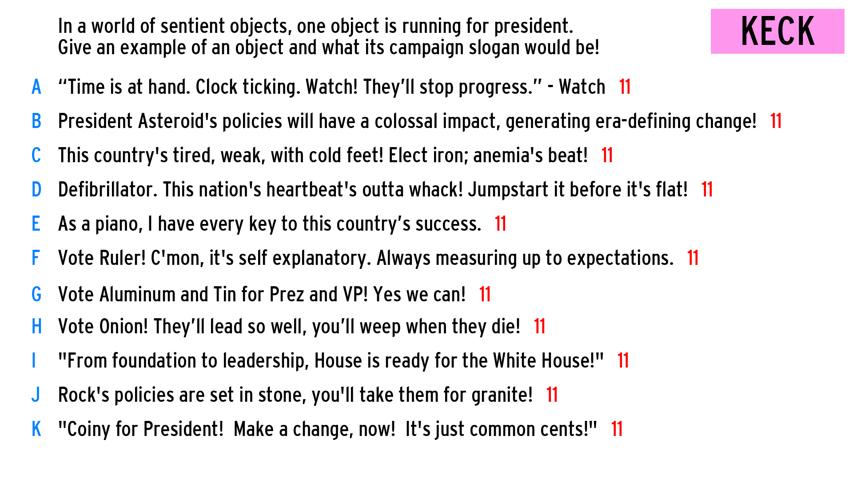 In a world of sentient objects, one object is running for president.
Give an example of an object and what its campaign slogan would be!
KECK
A “Time is at hand. Clock ticking. Watch! They’ll stop progress.” - Watch 11
B President Asteroid's policies will have a colossal impact, generating era-defining change! 11
C This country's tired, weak, with cold feet! Elect iron; anemia's beat! 11
D Defibrillator. This nation's heartbeat's outta whack! Jumpstart it before it's flat! 11
E As a piano, I have every key to this country’s success. 11
F Vote Ruler! C'mon, it's self explanatory. Always measuring up to expectations. 11
G Vote Aluminum and Tin for Prez and VP! Yes we can! 11
H Vote Onion! They’ll lead so well, you’ll weep when they die! 11
I "From foundation to leadership, House is ready for the White House!" 11
J Rock's policies are set in stone, you'll take them for granite! 11
K "Coiny for President! Make a change, now! It's just common cents!" 11